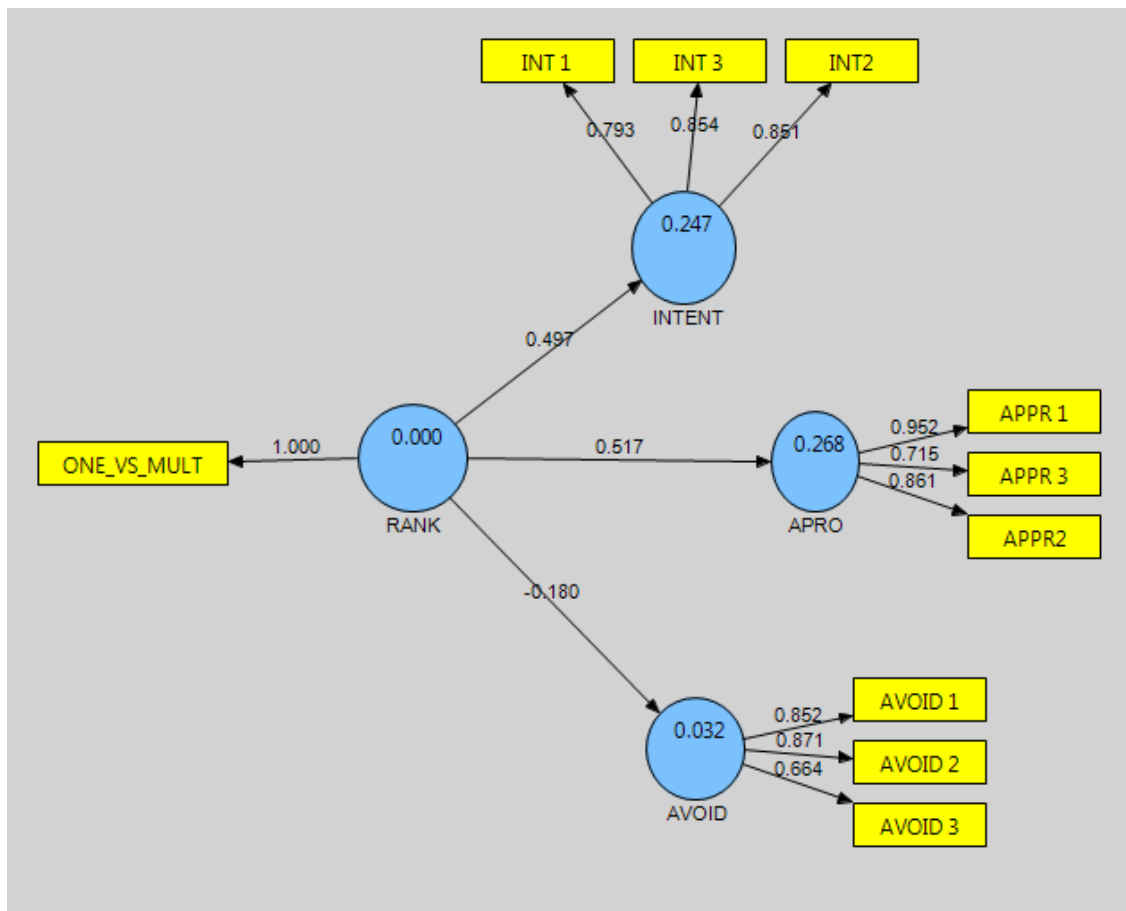 INT 1
INT 3
INT2
0.793
0.854
0.851
0.247
INTENT
0.497
ONE_VS_MULT
1.000
0.000
RANK
0.517
0.268
APRO
0.952
0.715
0.861
APPR 1
APPR 3
APPR2
-0.180
0.032
AVOID
0.852
0.871
0.664
AVOID 1
AVOID 2
AVOID 3